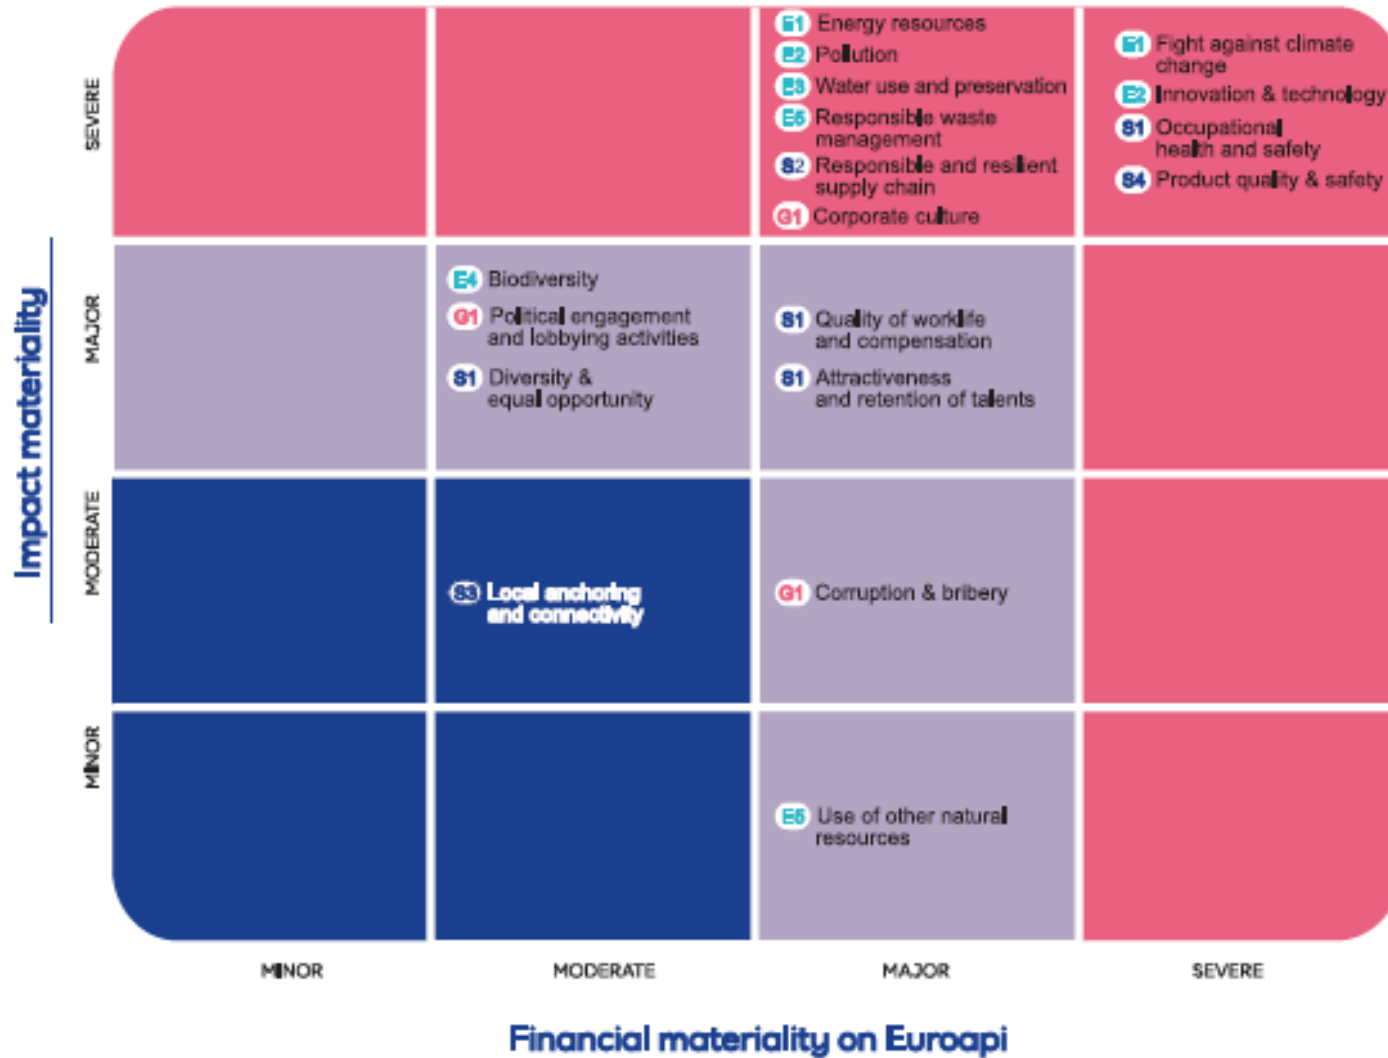 Impact materiality
SEVERE
E1 Energy resources
E2 Pollution
E3 Water use and preservation
E5 Responsible waste
management
S2 Responsible and resilient
supply chain
G1 Corporate culture
E1 Fight against climate
change
E2 Innovation & technology
S1 Occupational
health and safety
S4 Product quality & safety
MAJOR
E4 Biodiversity
G1 Political engagement
and lobbying activities
S1 Diversity &
equal opportunity
S1 Quality of worklife
and compensation
S1 Attractiveness
and retention of talents
MODERATE
S3 Local anchoring
and connectivity
G1 Corruption & bribery
MINOR
E5 Use of other natural
resources
MINOR
MODERATE
MAJOR
SEVERE
Financial materiality on Euroapi